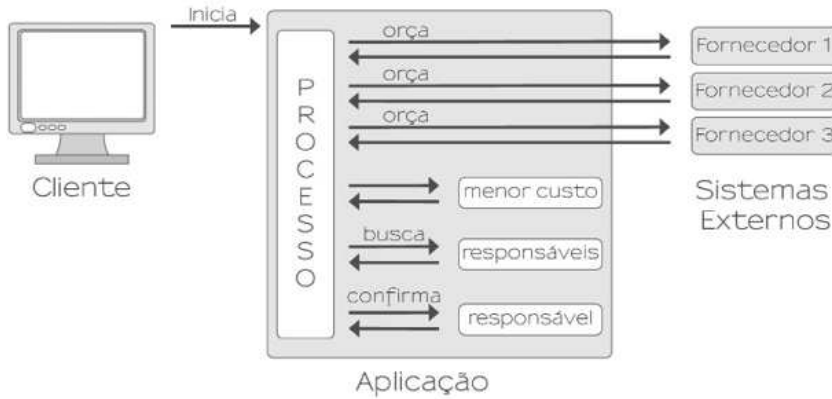 Inicia
orça
Fornecedor 1
orça
Fornecedor 2
orça
Fornecedor 3
PROCESSO
Cliente
menor custo
Sistemas
Externos
busca
responsáveis
confirma
responsável
Aplicação